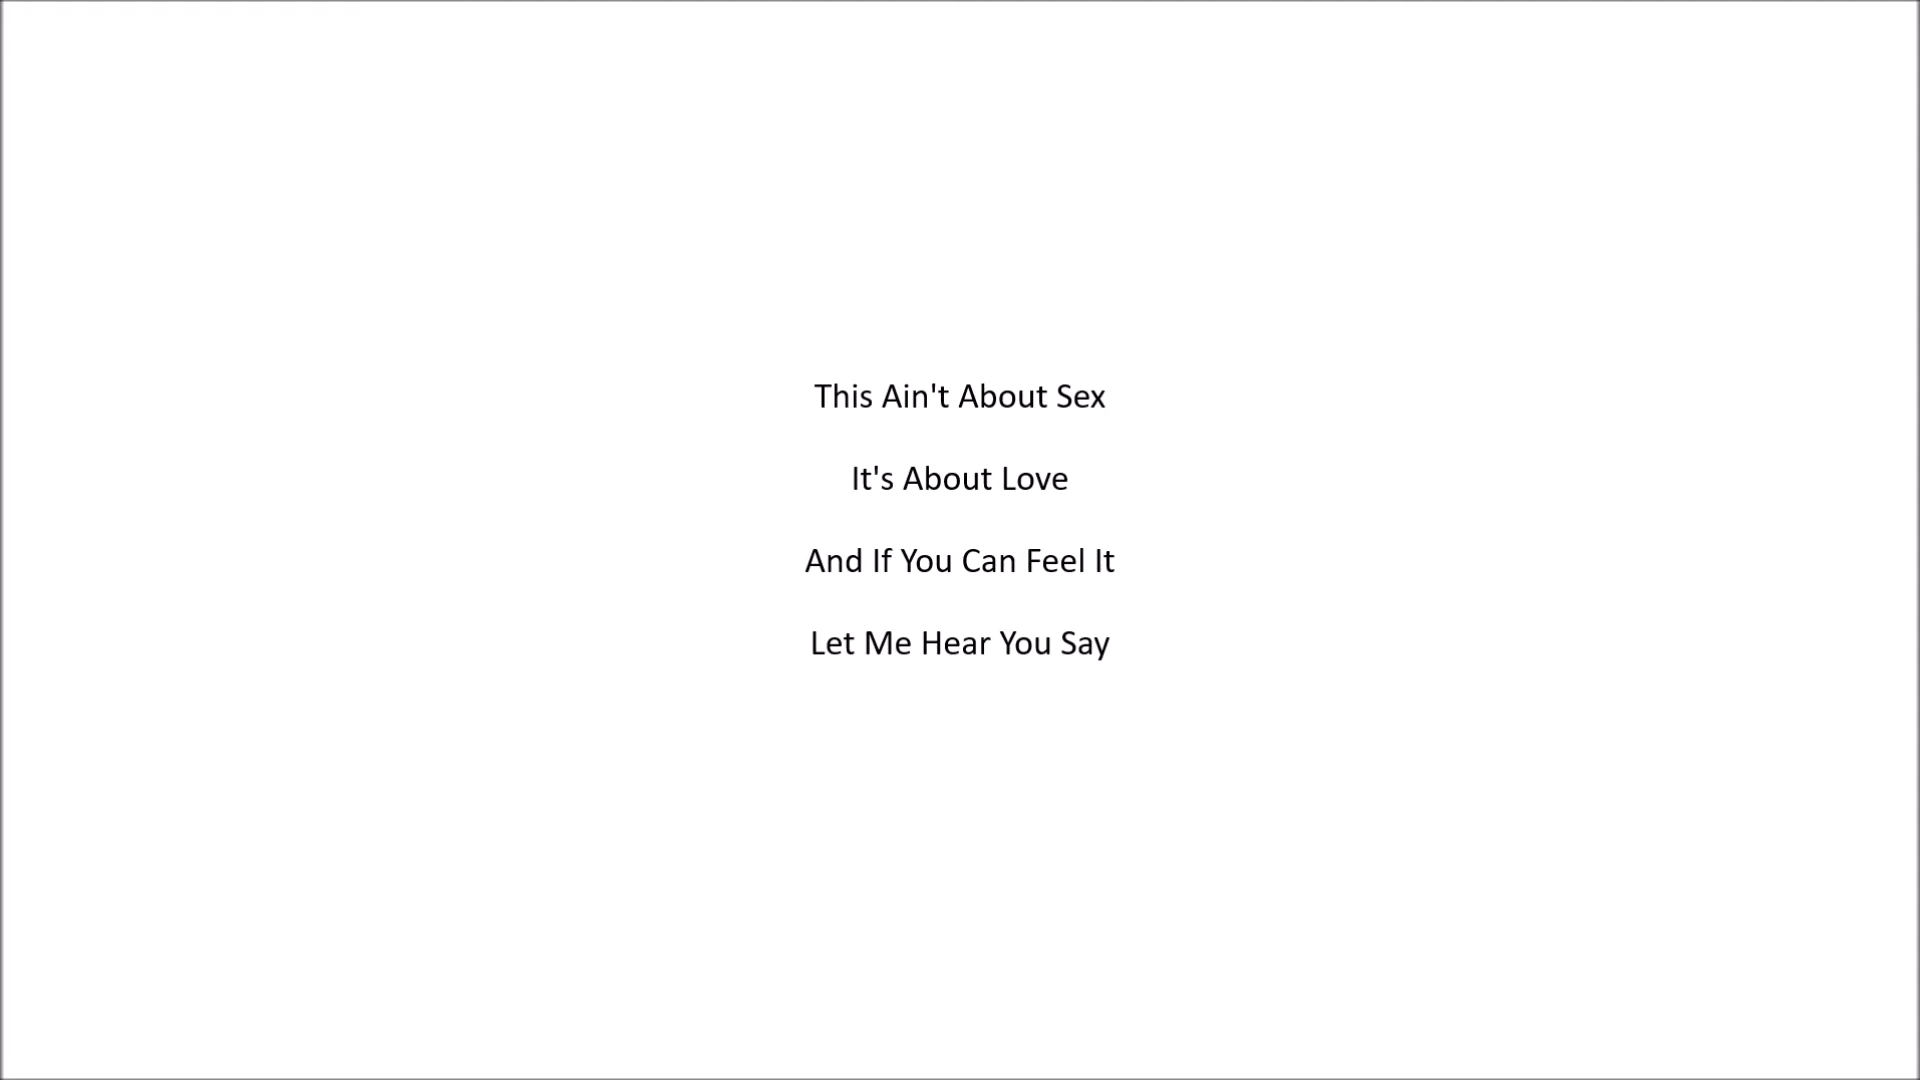 This Ain't About Sex
It's About Love
And If You Can Feel It
Let Me Hear You Say